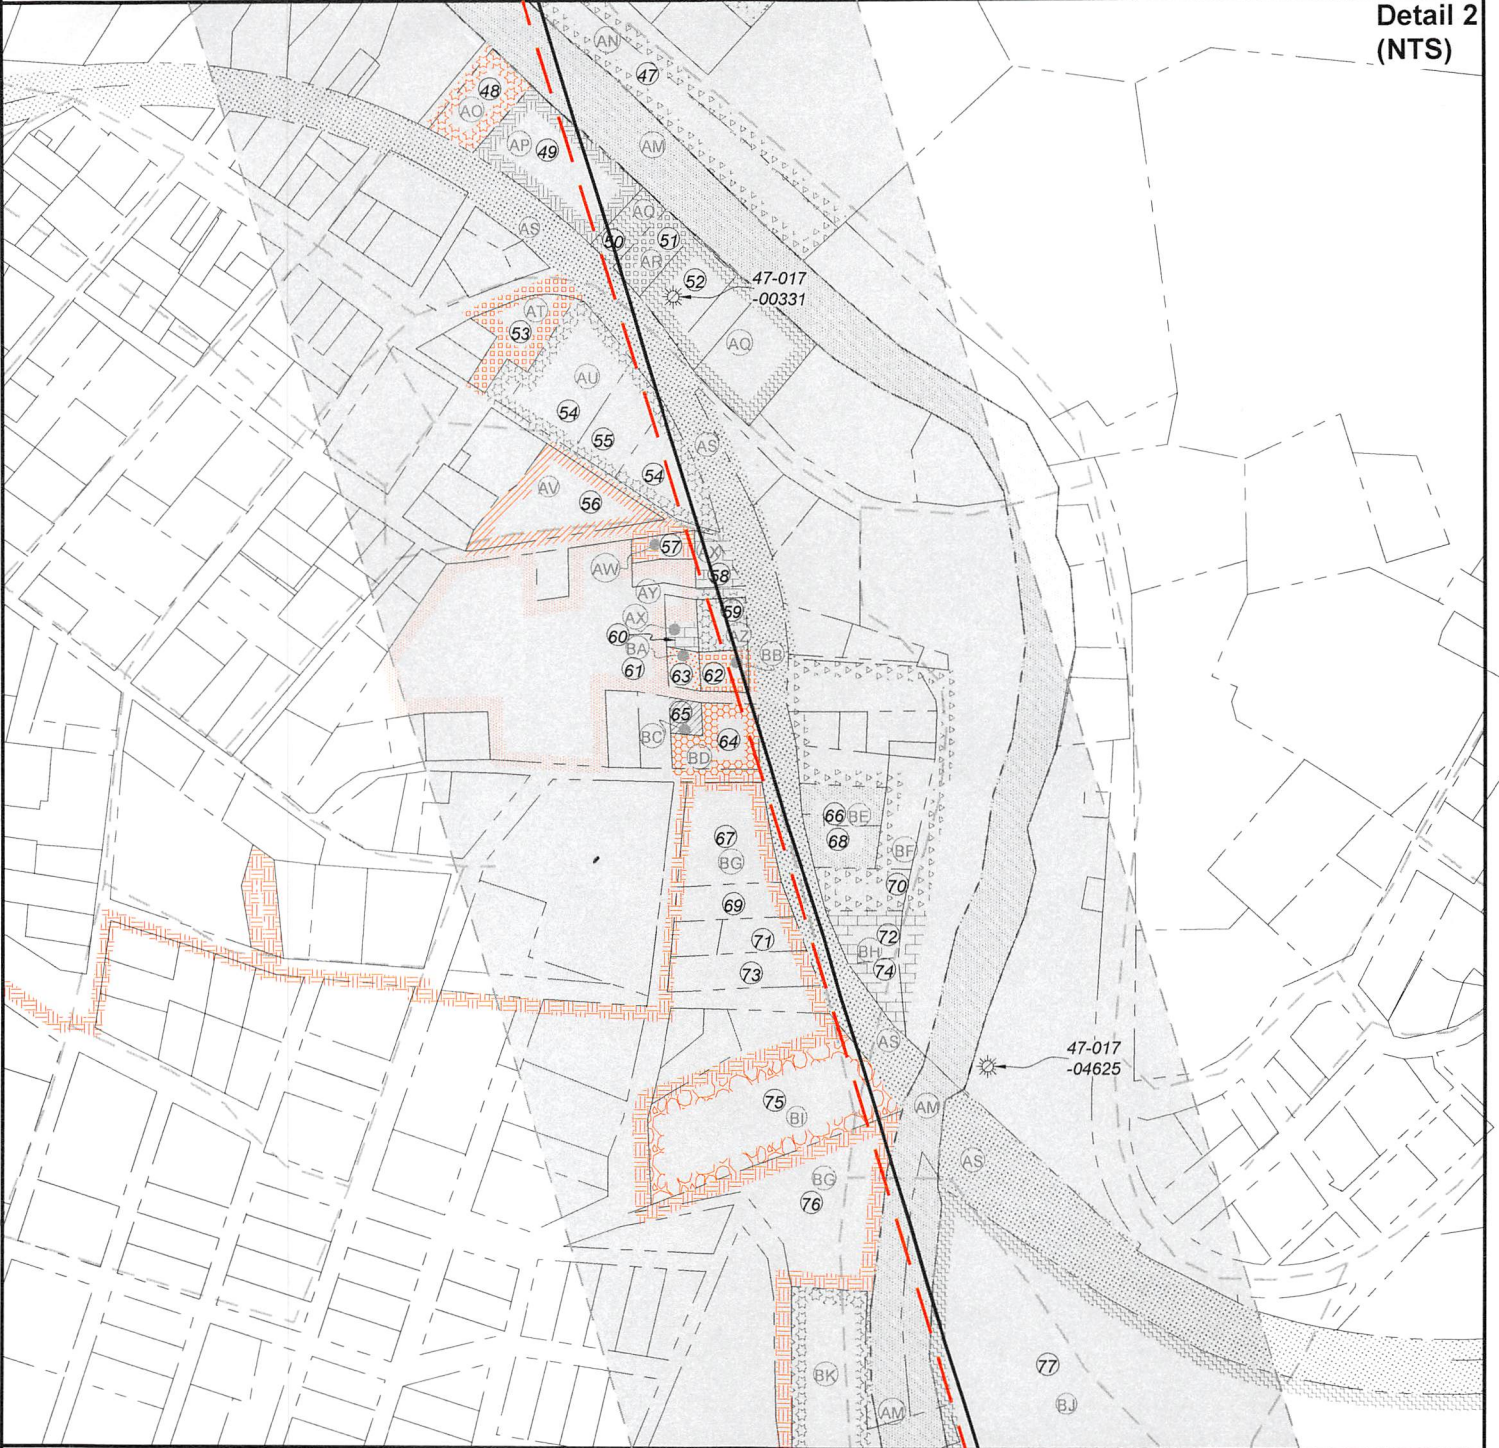 Detail 2
(NTS)
AN
47
48
AO
AP
49
AM
AQ
50
51
AS
AR
52
47-017
-00331
AT
53
AQ
AU
54
55
AS
54
AV
56
57
AX
AW
58
AY
59
AX
60
AZ
BA
BB
61
63
62
65
BC
64
BD
66
BE
67
68
BF
BG
70
69
71
72
BH
73
74
AS
47-017
-04625
75
AM
BI
AS
BG
76
77
BK
BJ
AM